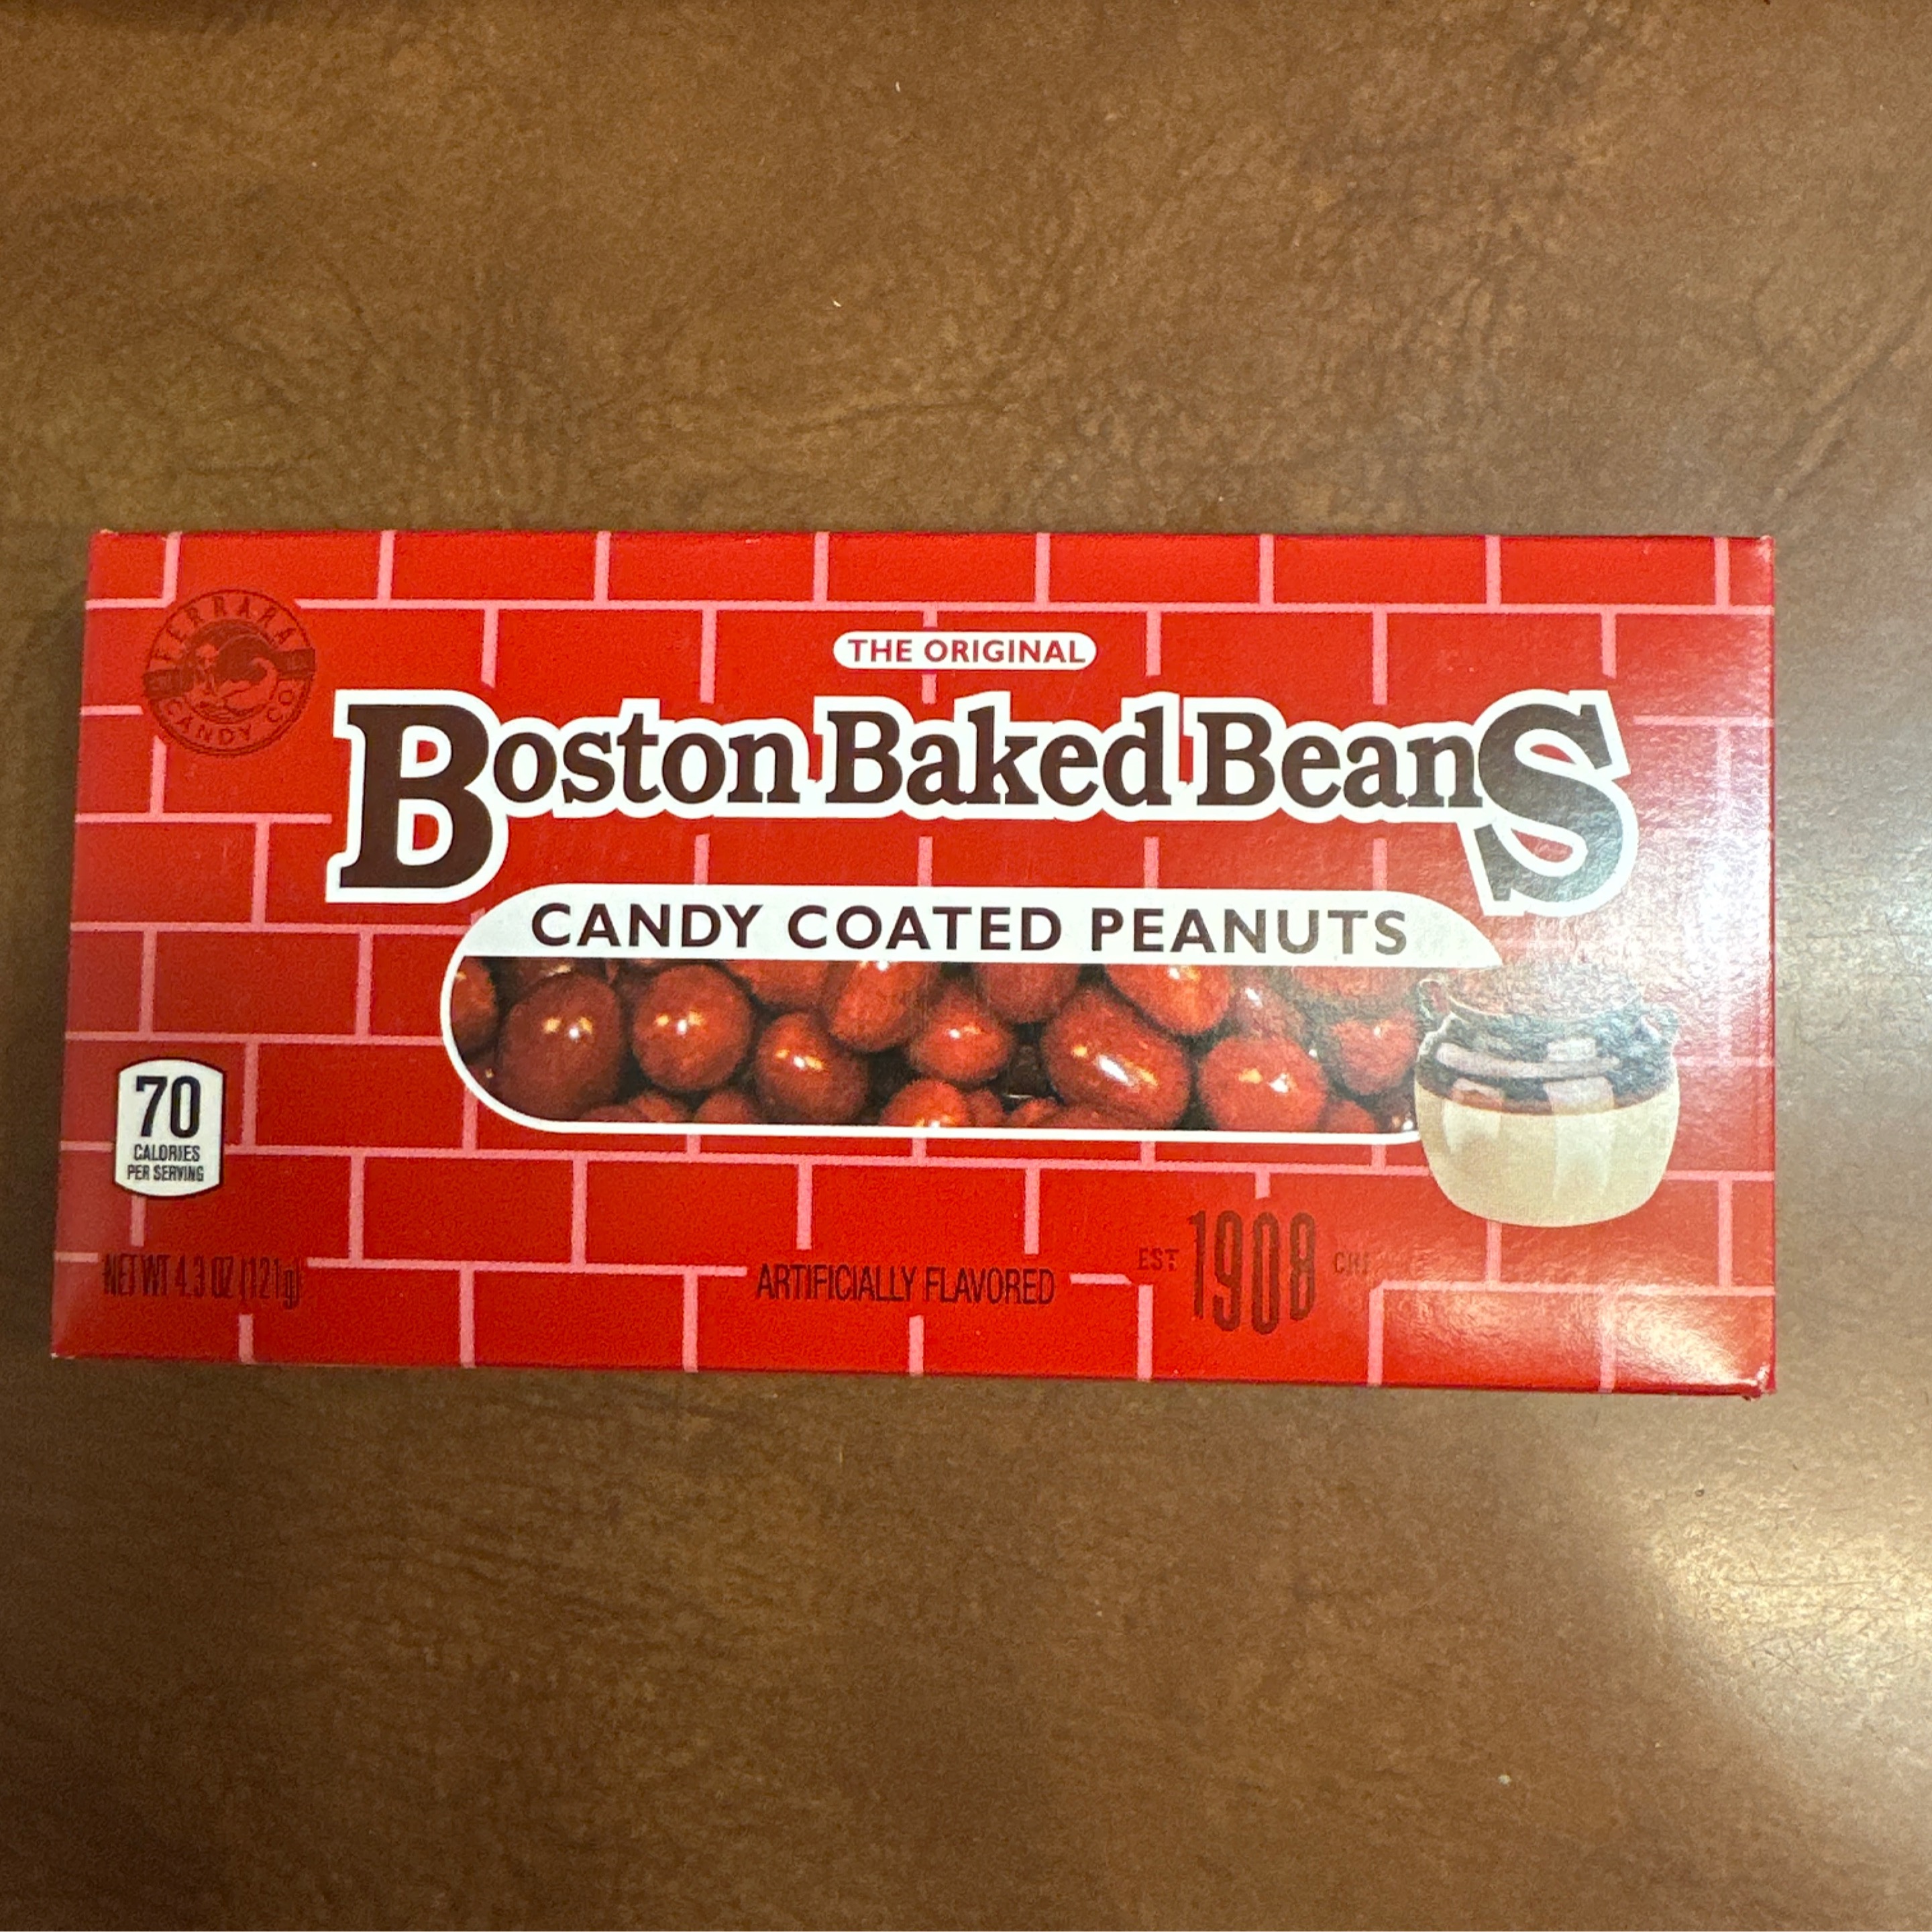 FERRARA
CANDY CO.
THE ORIGINAL
Boston Baked BeanS
CANDY COATED PEANUTS
70
CALORIES
PER SERVING
NET WT 4.3 OZ (121g)
ARTIFICIALLY FLAVORED
EST 1908